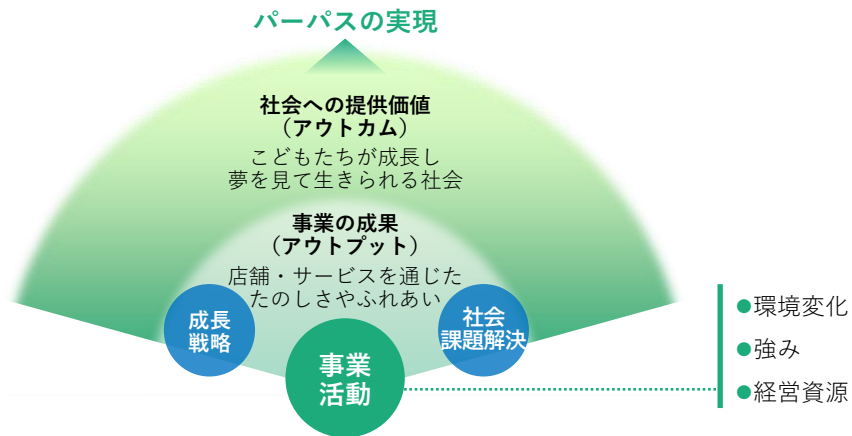 パーパスの実現
社会への提供価値
（アウトカム）
こどもたちが成長し
夢を見て生きられる社会
事業の成果
（アウトプット）
店舗・サービスを通じた
たのしさやふれあい
成長
戦略
社会
課題解決
事業
活動
●環境変化
●強み
●経営資源